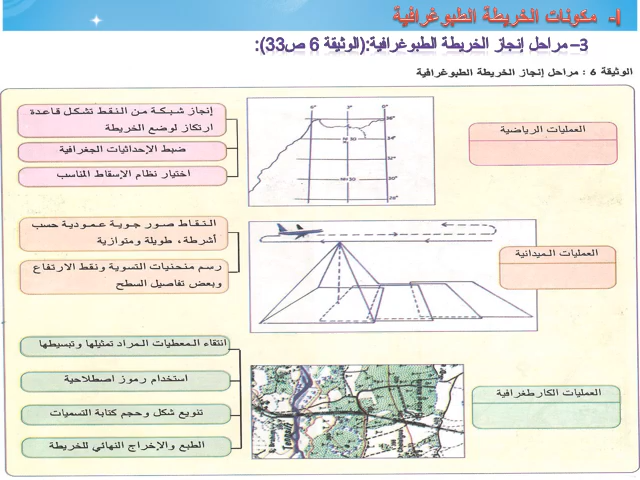 I- مكونات الخريطة الطبوغرافية
3– مراحل إنجاز الخريطة الطبوغرافية:(الوثيقة 6 ص33):
الوثيقة 6 : مراحل إنجاز الخريطة الطبوغرافية
العمليات الرياضية
إنجاز شبكة من النقط تشكل قاعدة
ارتكاز لوضع الخريطة
ضبط الإحداثيات الجغرافية
اختيار نظام الإسقاط المناسب
العمليات الميدانية
التقاط صور جوية عمودية حسب
أشرطة، طويلة ومتوازية
رسم منحنيات التسوية ونقط الارتفاع
وبعض تفاصيل السطح
العمليات الكارطغرافية
انتقاء المعطيات المراد تمثيلها وتبسيطها
استخدام رموز اصطلاحية
تنويع شكل وحجم كتابة التسميات
الطبع والإخراج النهائي للخريطة